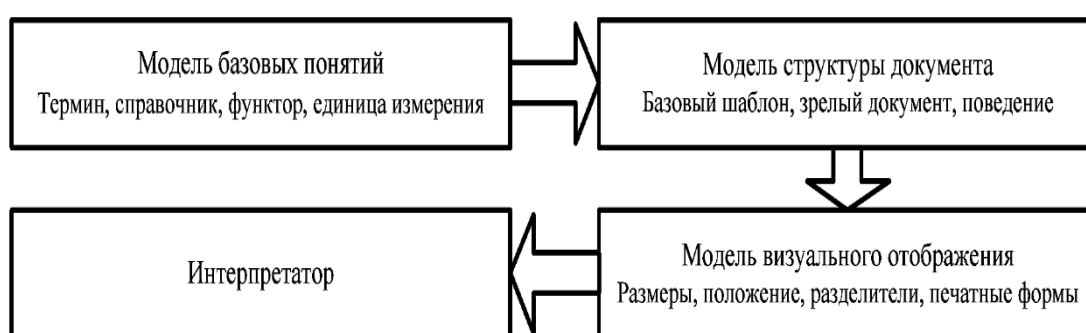 Модель базовых понятий
Термин, справочник, функтор, единица измерения
Модель структуры документа
Базовый шаблон, зрелый документ, поведение
Модель визуального отображения
Размеры, положение, разделители, печатные формы
Интерпретатор